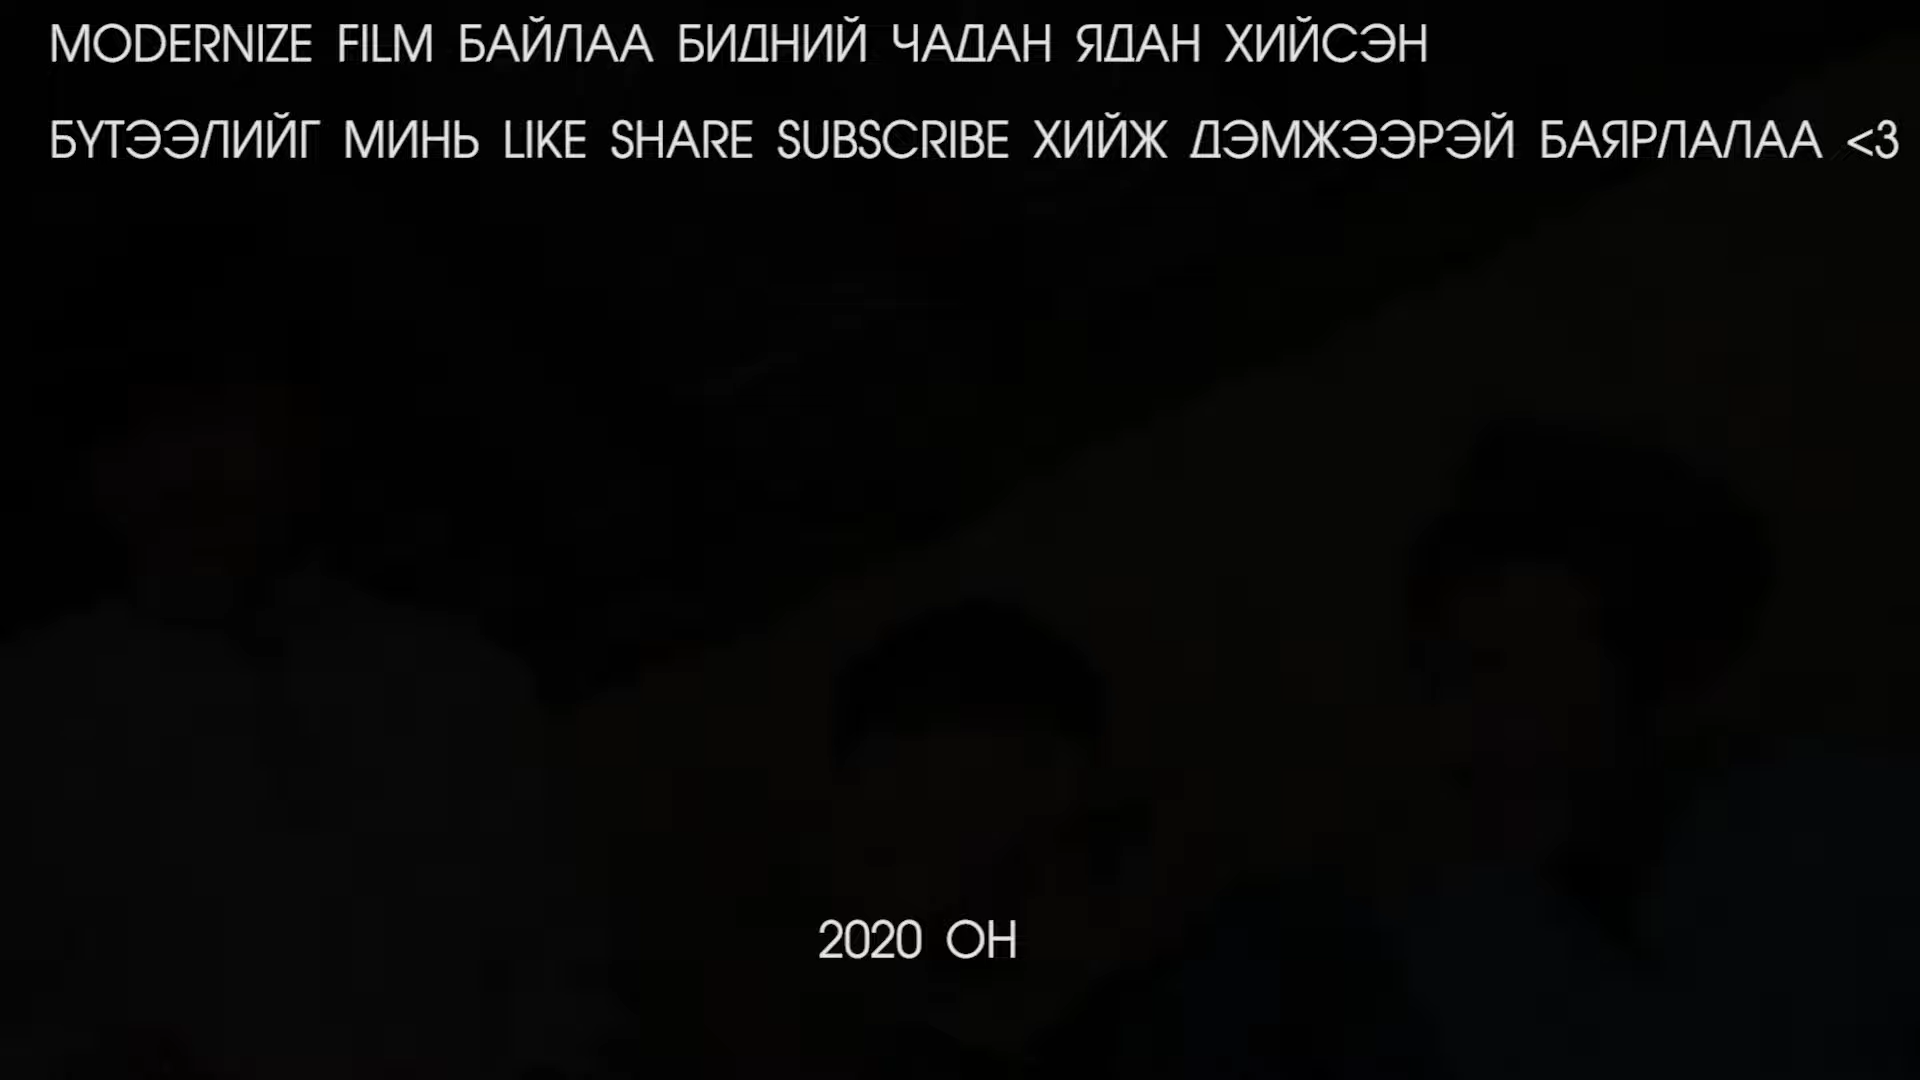 MODERNIZE FILM БАЙЛАА БИДНИЙ ЧАДАН ЯДАН ХИЙСЭН
БҮТЭЭЛИЙГ МИНЬ LIKE SHARE SUBSCRIBE ХИЙЖ ДЭМЖЭЭРЭЙ БАЯРЛАЛАА <3
2020 ОН